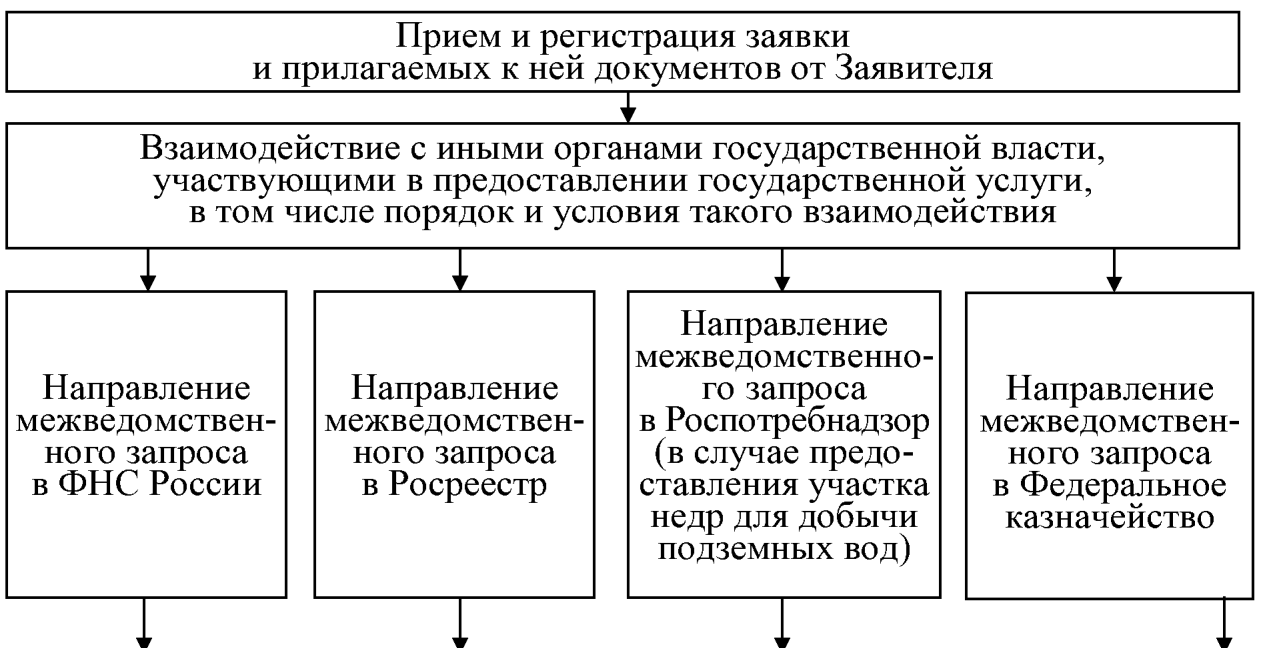 Прием и регистрация заявки
и прилагаемых к ней документов от Заявителя
Взаимодействие с иными органами государственной власти,
участвующими в предоставлении государственной услуги,
в том числе порядок и условия такого взаимодействия
Направление
межведомствен-
ного запроса
в ФНС России
Направление
межведомствен-
ного запроса
в Росреестр
Направление
межведомственно-
го запроса
в Роспотребнадзор
(в случае предо-
ставления участка
недр для добычи
подземных вод)
Направление
межведомствен-
ного запроса
в Федеральное
казначейство